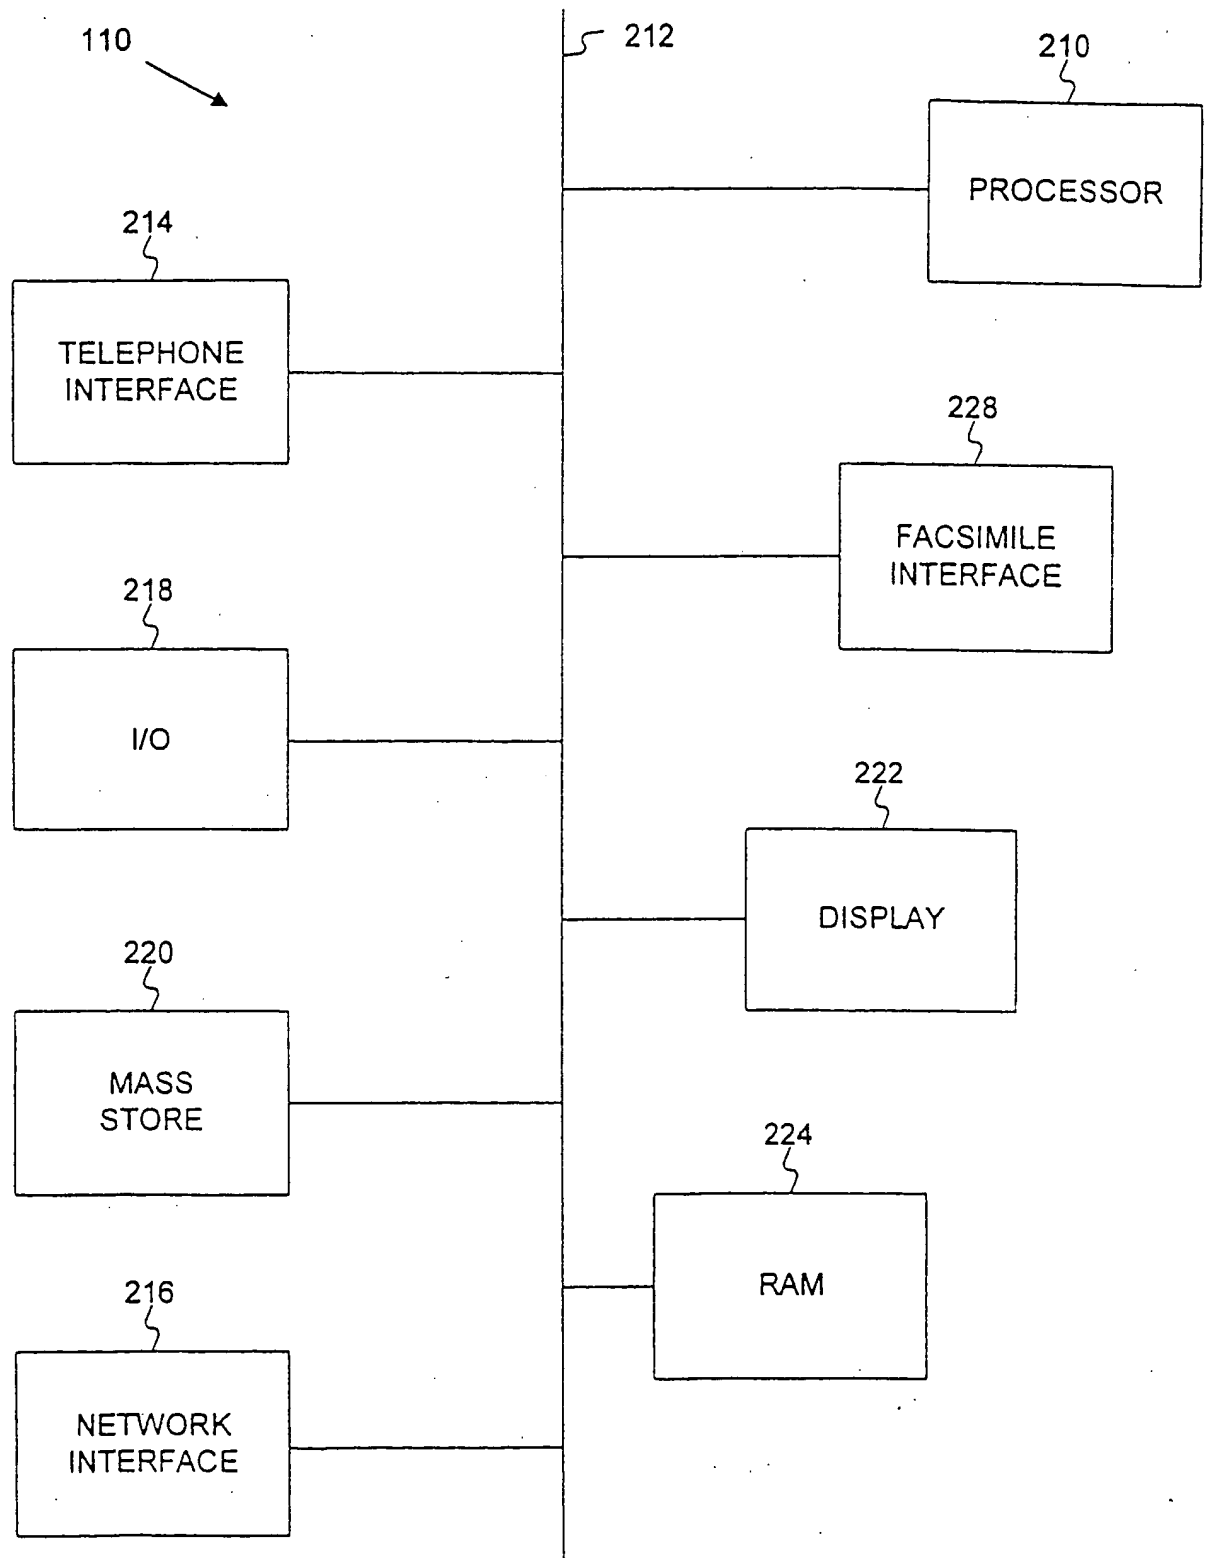 110
212
210
PROCESSOR
214
TELEPHONE
INTERFACE
228
FACSIMILE
INTERFACE
218
I/O
222
DISPLAY
220
MASS
STORE
224
RAM
216
NETWORK
INTERFACE